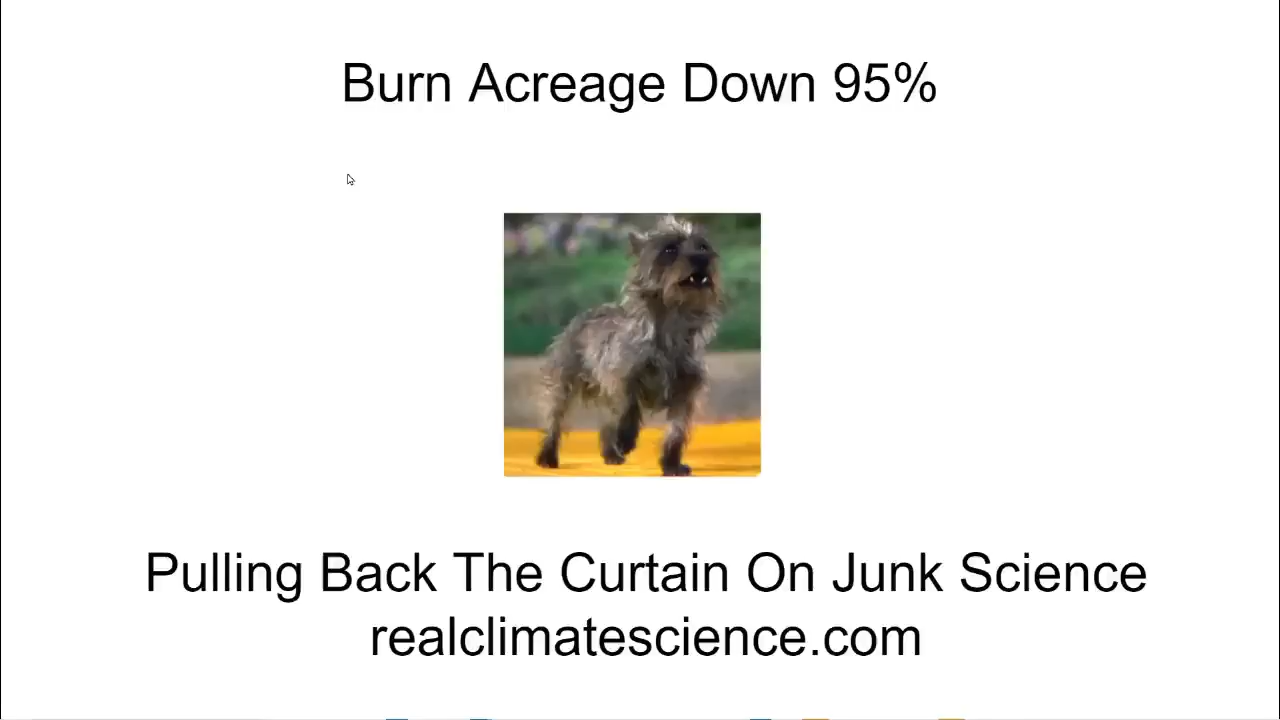 Burn Acreage Down 95%
Pulling Back The Curtain On Junk Science
realclimatescience.com